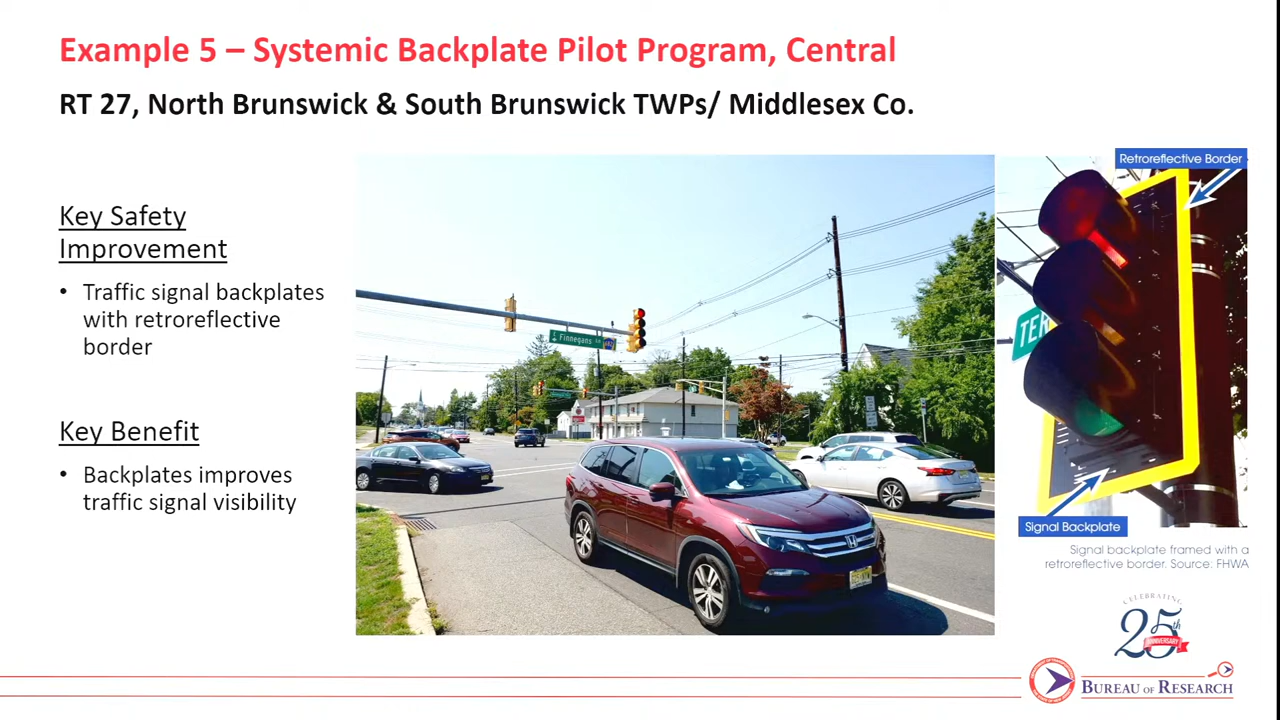 Example 5 – Systemic Backplate Pilot Program, Central
RT 27, North Brunswick & South Brunswick TWPs/ Middlesex Co.
Key Safety
Improvement
• Traffic signal backplates
with retroreflective
border
Key Benefit
• Backplates improves
traffic signal visibility
Finnegans
Retroreflective Border
TER
Signal Backplate
Signal backplate framed with a
retroreflective border. Source: FHWA
CELEBRATING
25th
ANNIVERSARY
BUREAU OF RESEARCH